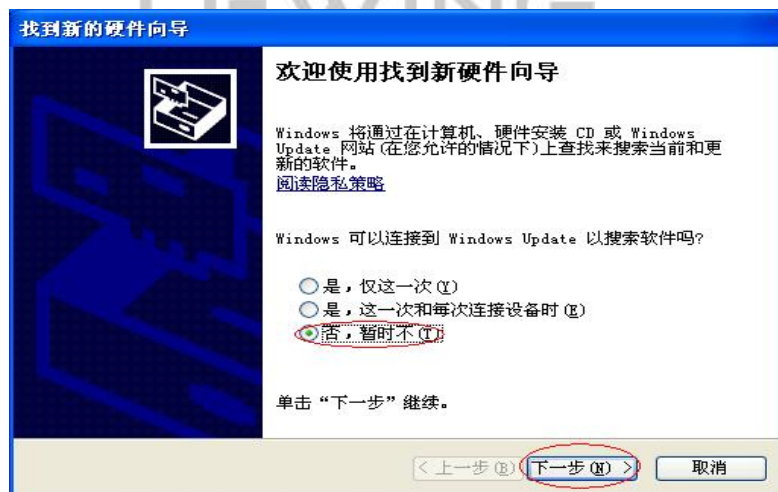 找到新的硬件向导
欢迎使用找到新硬件向导
Windows 将通过在计算机、硬件安装 CD 或 Windows
Update 网站(在您允许的情况下)上查找来搜索当前和更
新的软件。
阅读隐私策略
Windows 可以连接到 Windows Update 以搜索软件吗?
是，仅这一次(Y)
是，这一次和每次连接设备时(E)
否，暂时不(T)
单击“下一步”继续。
< 上一步(B) 下一步(N) > 取消